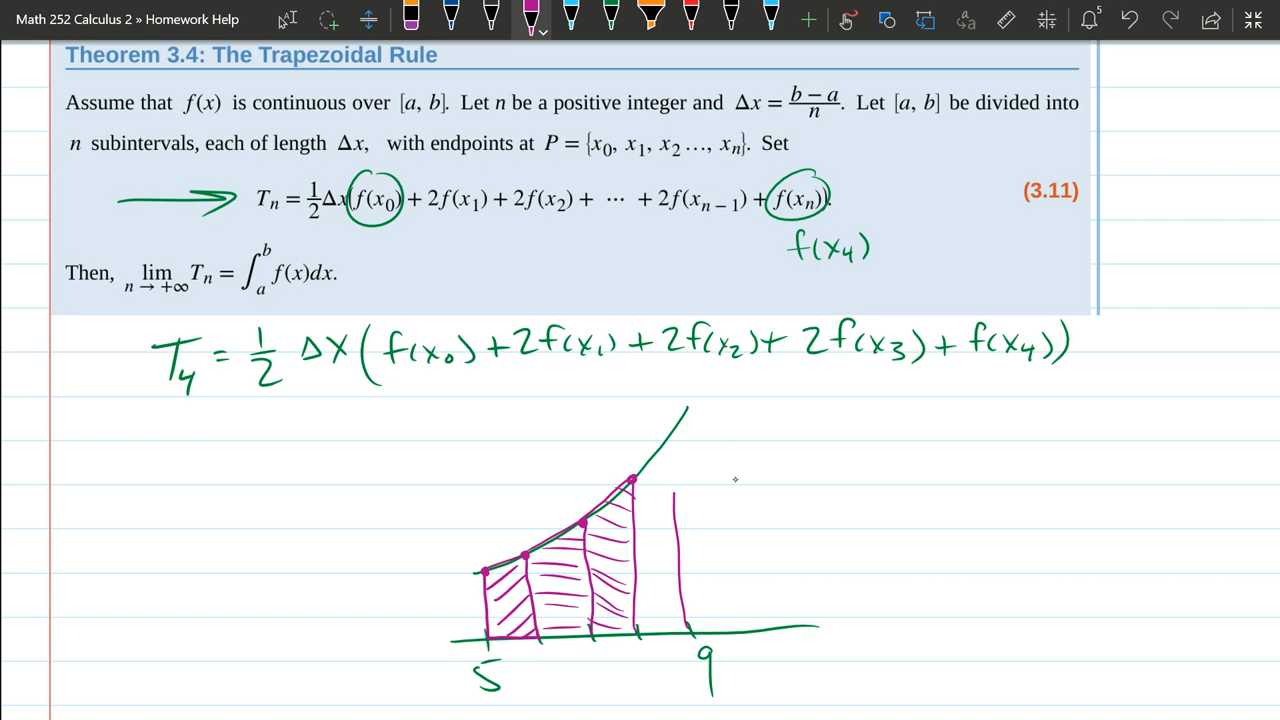 Math 252 Calculus 2 » Homework Help
5
Theorem 3.4: The Trapezoidal Rule
Assume that f(x) is continuous over [a, b]. Let n be a positive integer and Δx = (b − a)/n. Let [a, b] be divided into
n subintervals, each of length Δx, with endpoints at P = {x₀, x₁, x₂ …, xₙ}. Set
Tₙ = 1/2 Δx(f(x₀) + 2f(x₁) + 2f(x₂) + ⋯ + 2f(xₙ₋₁) + f(xₙ)).
(3.11)
f(x₄)
Then, lim n → +∞ Tₙ = ∫ₐᵇ f(x)dx.
T₄ = 1/2 ΔX (f(x₀) + 2f(x₁) + 2f(x₂) + 2f(x₃) + f(x₄))
5 9